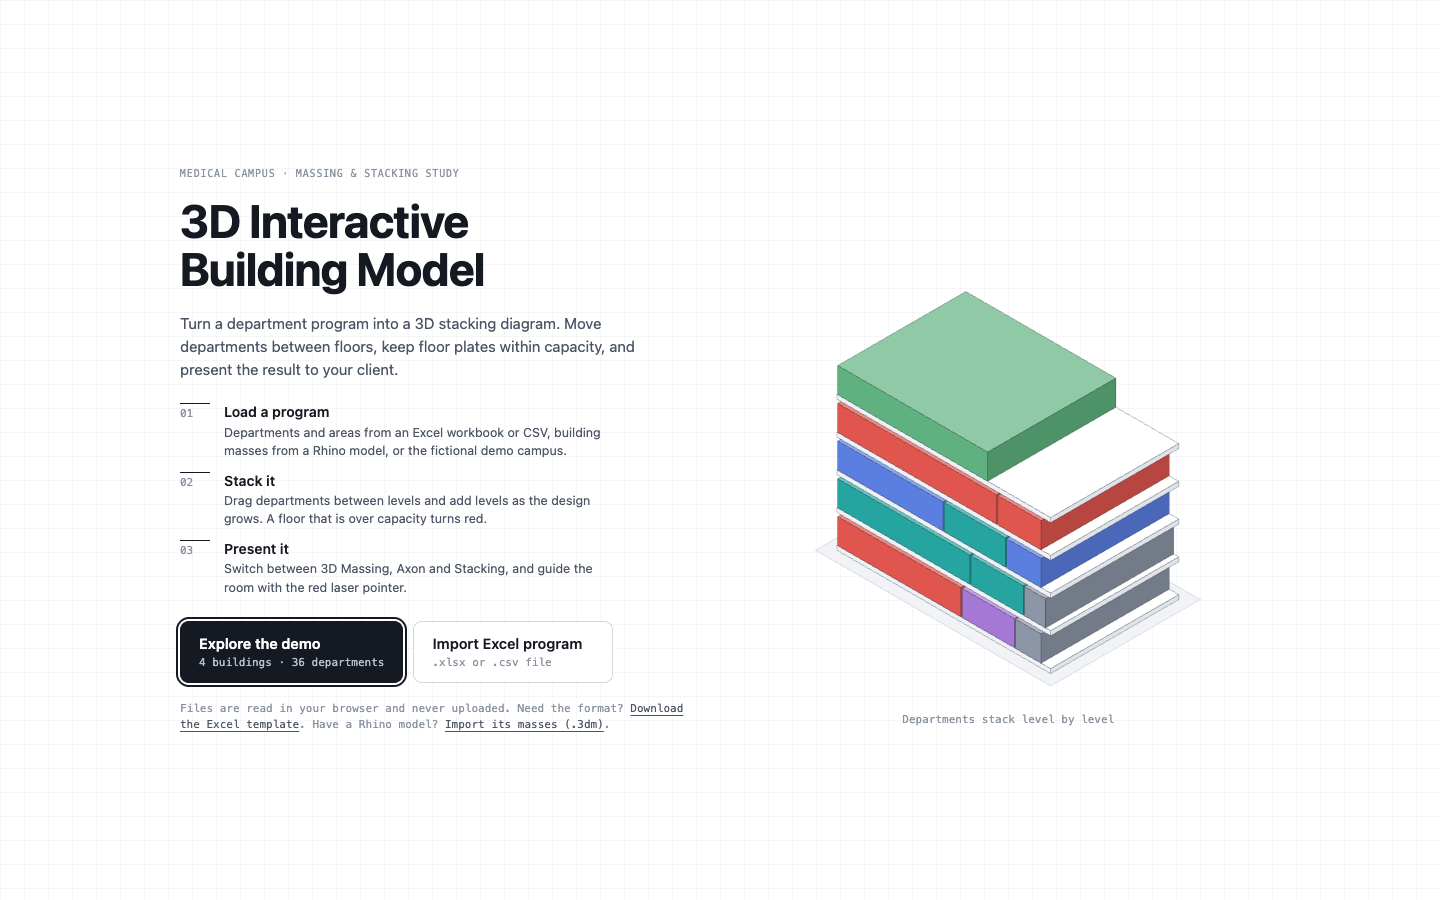 MEDICAL CAMPUS · MASSING & STACKING STUDY
3D Interactive
Building Model
Turn a department program into a 3D stacking diagram. Move
departments between floors, keep floor plates within capacity, and
present the result to your client.
01
Load a program
Departments and areas from an Excel workbook or CSV, building
masses from a Rhino model, or the fictional demo campus.
02
Stack it
Drag departments between levels and add levels as the design
grows. A floor that is over capacity turns red.
03
Present it
Switch between 3D Massing, Axon and Stacking, and guide the
room with the red laser pointer.
Explore the demo
4 buildings · 36 departments
Import Excel program
.xlsx or .csv file
Files are read in your browser and never uploaded. Need the format? Download
the Excel template. Have a Rhino model? Import its masses (.3dm).
Departments stack level by level